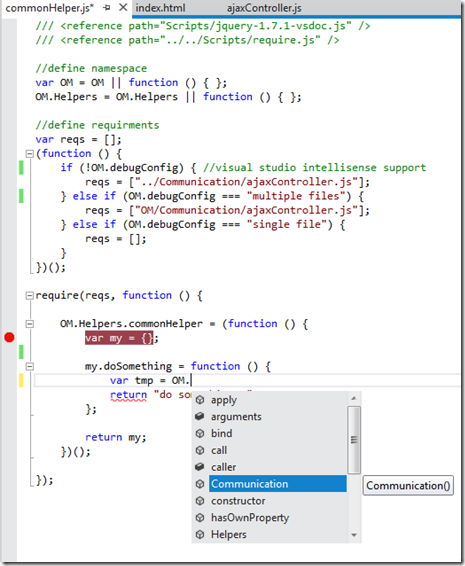 commonHelper.js* index.html ajaxController.js
/// <reference path="Scripts/jquery-1.7.1-vsdoc.js" />
/// <reference path="../../Scripts/require.js" />
//define namespace
var OM = OM || function () { };
OM.Helpers = OM.Helpers || function () { };
//define requirments
var reqs = [];
(function () {
if (!OM.debugConfig) { //visual studio intellisense support
reqs = ["../Communication/ajaxController.js"];
} else if (OM.debugConfig === "multiple files") {
reqs = ["OM/Communication/ajaxController.js"];
} else if (OM.debugConfig === "single file") {
reqs = [];
}
})();
require(reqs, function () {
OM.Helpers.commonHelper = (function () {
var my = {};
my.doSomething = function () {
var tmp = OM.
return "do
};
return my;
})();
});
apply
arguments
bind
call
caller
Communication
Communication()
constructor
hasOwnProperty
Helpers